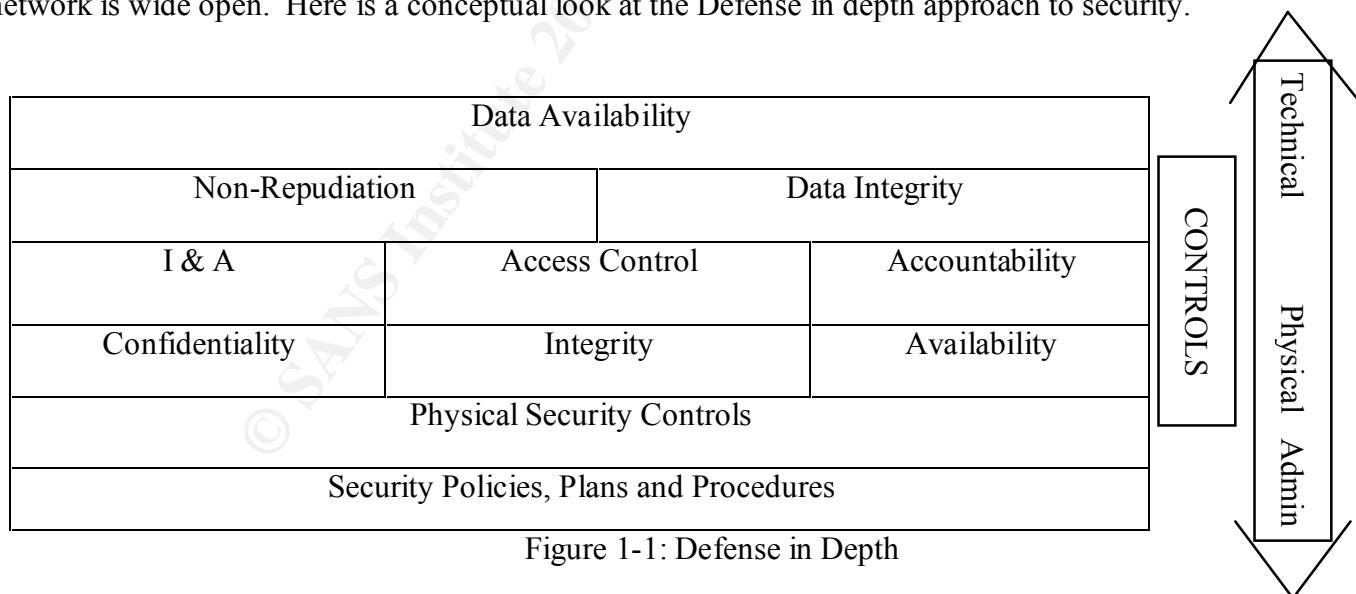 network is wide open.  Here is a conceptual look at the Defense in depth approach to security.
Data Availability
Non-Repudiation Data Integrity
I & A Access Control Accountability
Confidentiality Integrity Availability
Physical Security Controls
Security Policies, Plans and Procedures
CONTROLS
Technical Physical Admin
Figure 1-1: Defense in Depth
© SANS Institute